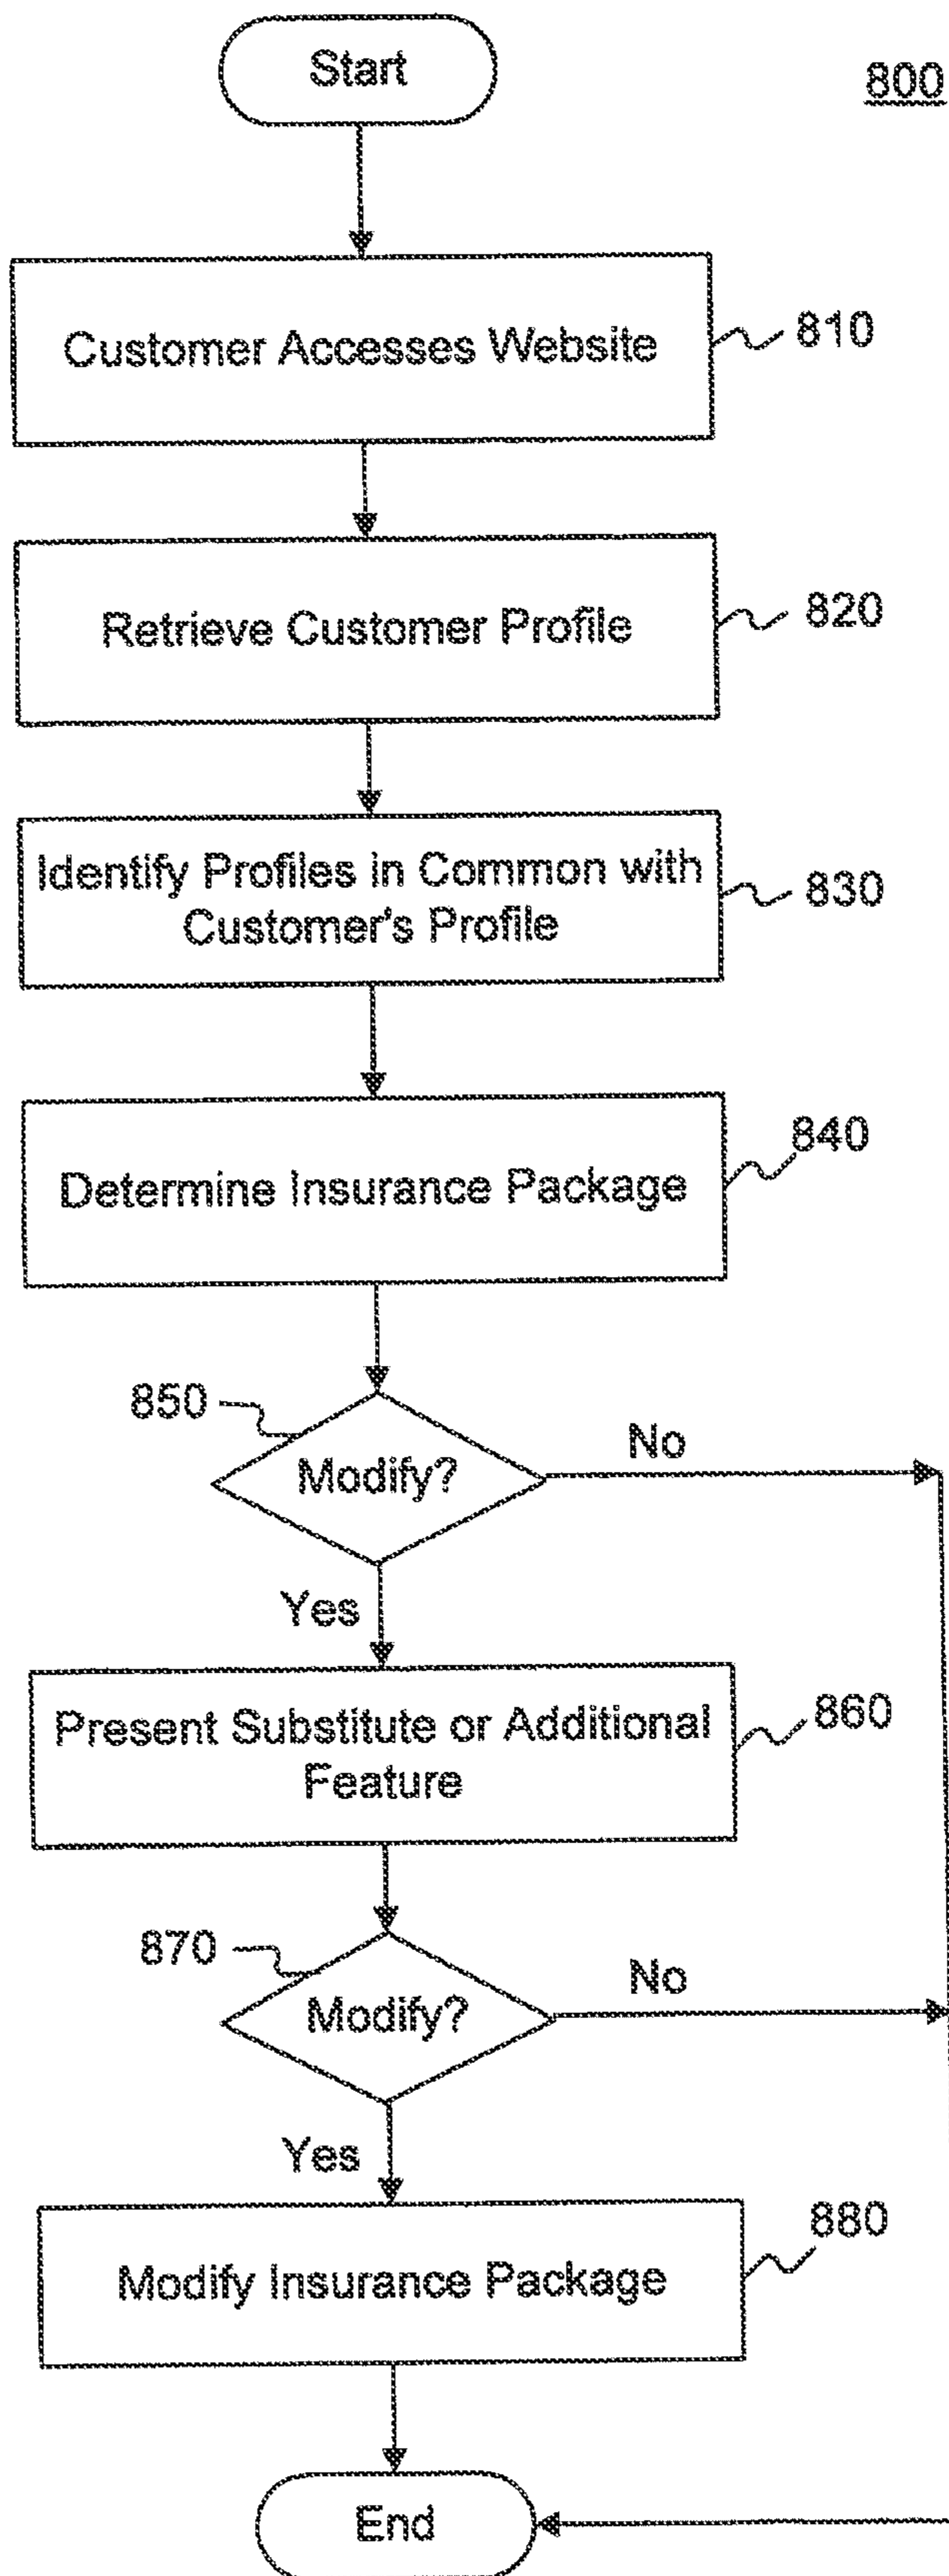 Start
800
Customer Accesses Website
810
Retrieve Customer Profile
820
Identify Profiles in Common with
Customer's Profile
830
Determine Insurance Package
840
850
Modify?
No
Yes
Present Substitute or Additional
Feature
860
870
Modify?
No
Yes
Modify Insurance Package
880
End